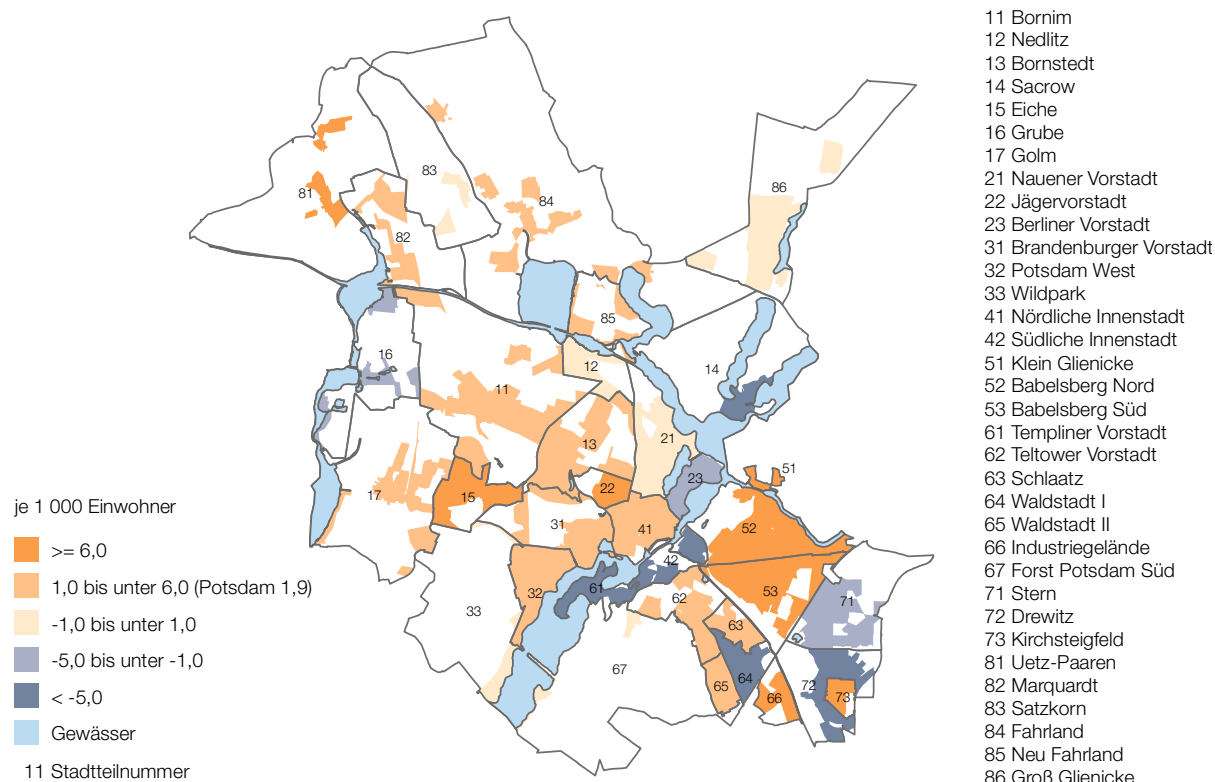 11 Bornim
12 Nedlitz
13 Bornstedt
14 Sacrow
15 Eiche
16 Grube
17 Golm
21 Nauener Vorstadt
22 Jägervorstadt
23 Berliner Vorstadt
31 Brandenburger Vorstadt
32 Potsdam West
33 Wildpark
41 Nördliche Innenstadt
42 Südliche Innenstadt
51 Klein Glienicke
52 Babelsberg Nord
53 Babelsberg Süd
61 Templiner Vorstadt
62 Teltower Vorstadt
63 Schlaatz
64 Waldstadt I
65 Waldstadt II
66 Industriegelände
67 Forst Potsdam Süd
71 Stern
72 Drewitz
73 Kirchsteigfeld
81 Uetz-Paaren
82 Marquardt
83 Satzkorn
84 Fahrland
85 Neu Fahrland
86 Groß Glienicke
83
86
81
84
82
85
16
12
14
11
21
13
51
23
22
17
15
31
41
52
42
61
53
32
62
71
33
63
67
64
65
72
66
73
je 1 000 Einwohner
>= 6,0
1,0 bis unter 6,0 (Potsdam 1,9)
-1,0 bis unter 1,0
-5,0 bis unter -1,0
< -5,0
Gewässer
11 Stadtteilnummer